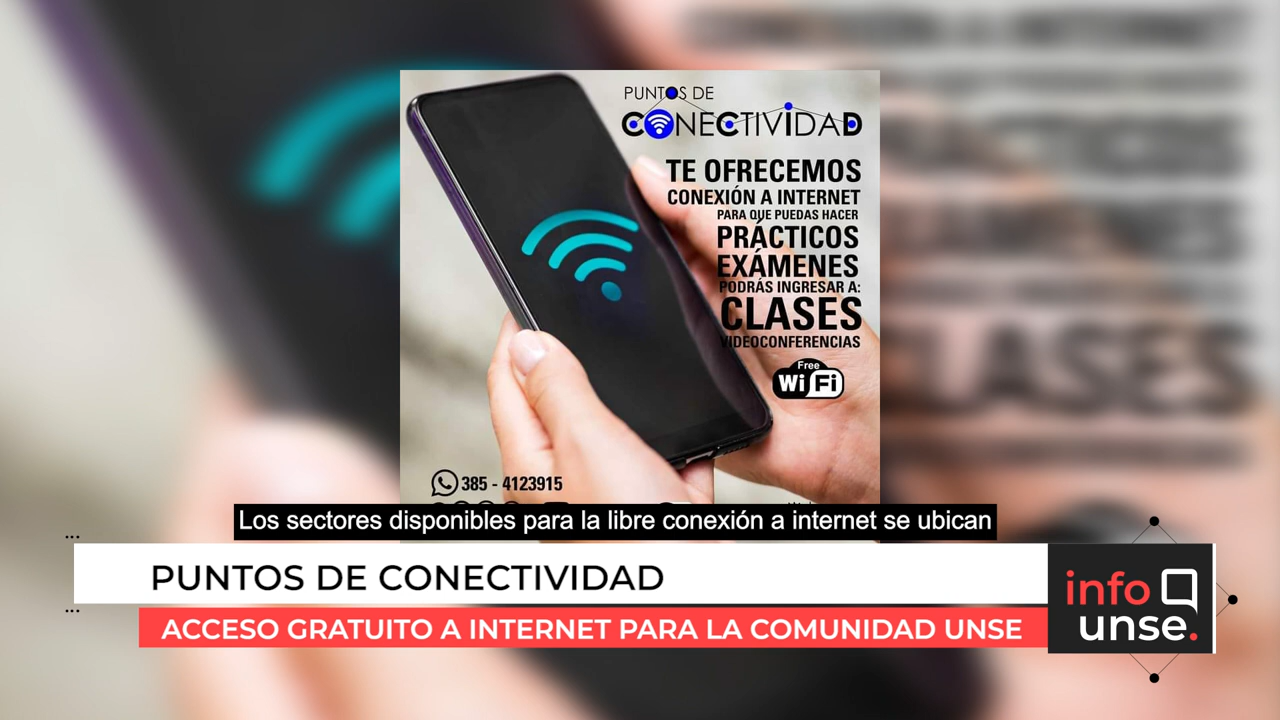 PUNTOS DE
CONECTIVIDAD
TE OFRECEMOS
CONEXIÓN A INTERNET
PARA QUE PUEDAS HACER
PRÁCTICOS
EXÁMENES
PODRÁS INGRESAR A:
CLASES
VIDEOCONFERENCIAS
Free
Wi Fi
385 - 4123915
Los sectores disponibles para la libre conexión a internet se ubican
PUNTOS DE CONECTIVIDAD
ACCESO GRATUITO A INTERNET PARA LA COMUNIDAD UNSE
info
unse.